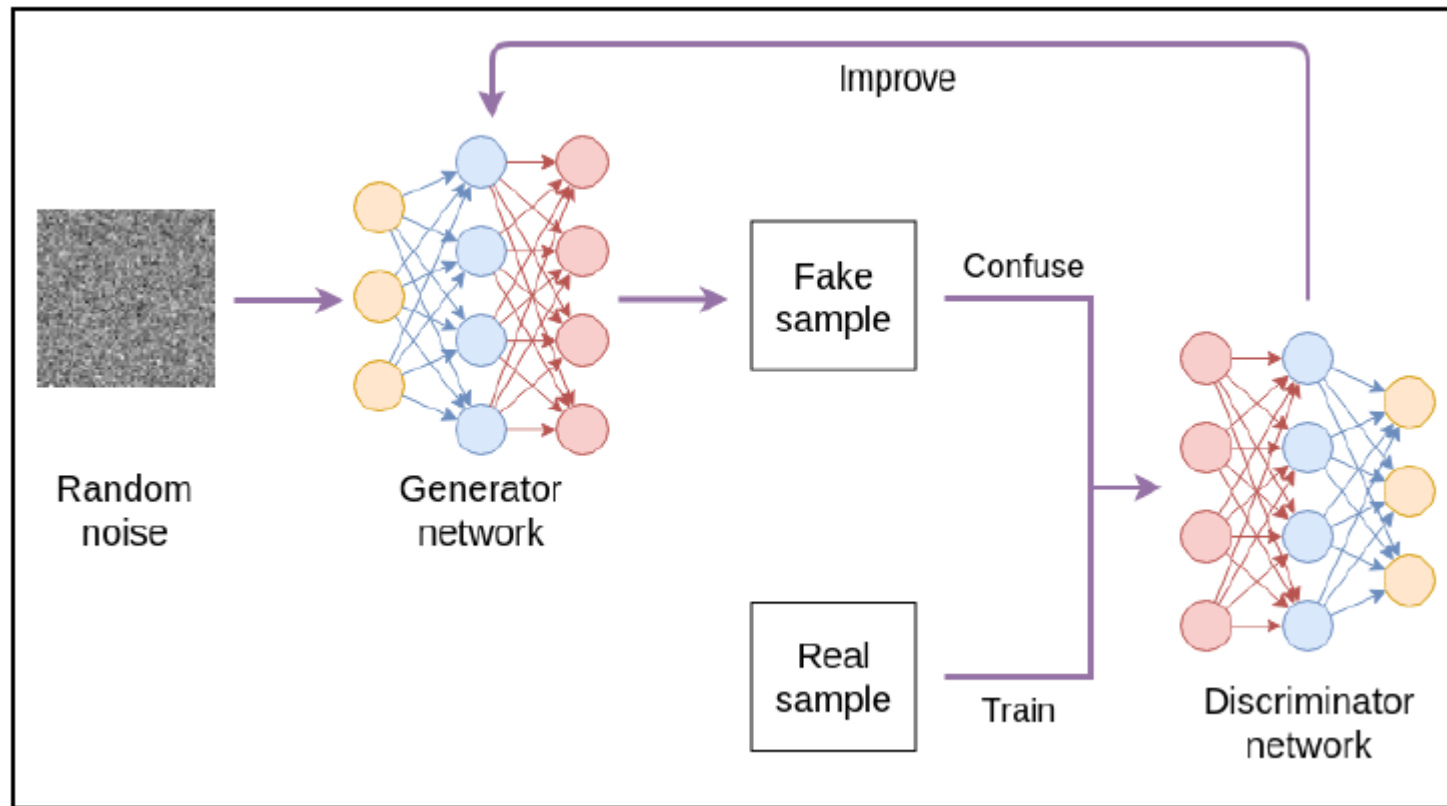 Improve
Random
noise
Generator
network
Fake
sample
Confuse
Real
sample
Train
Discriminator
network